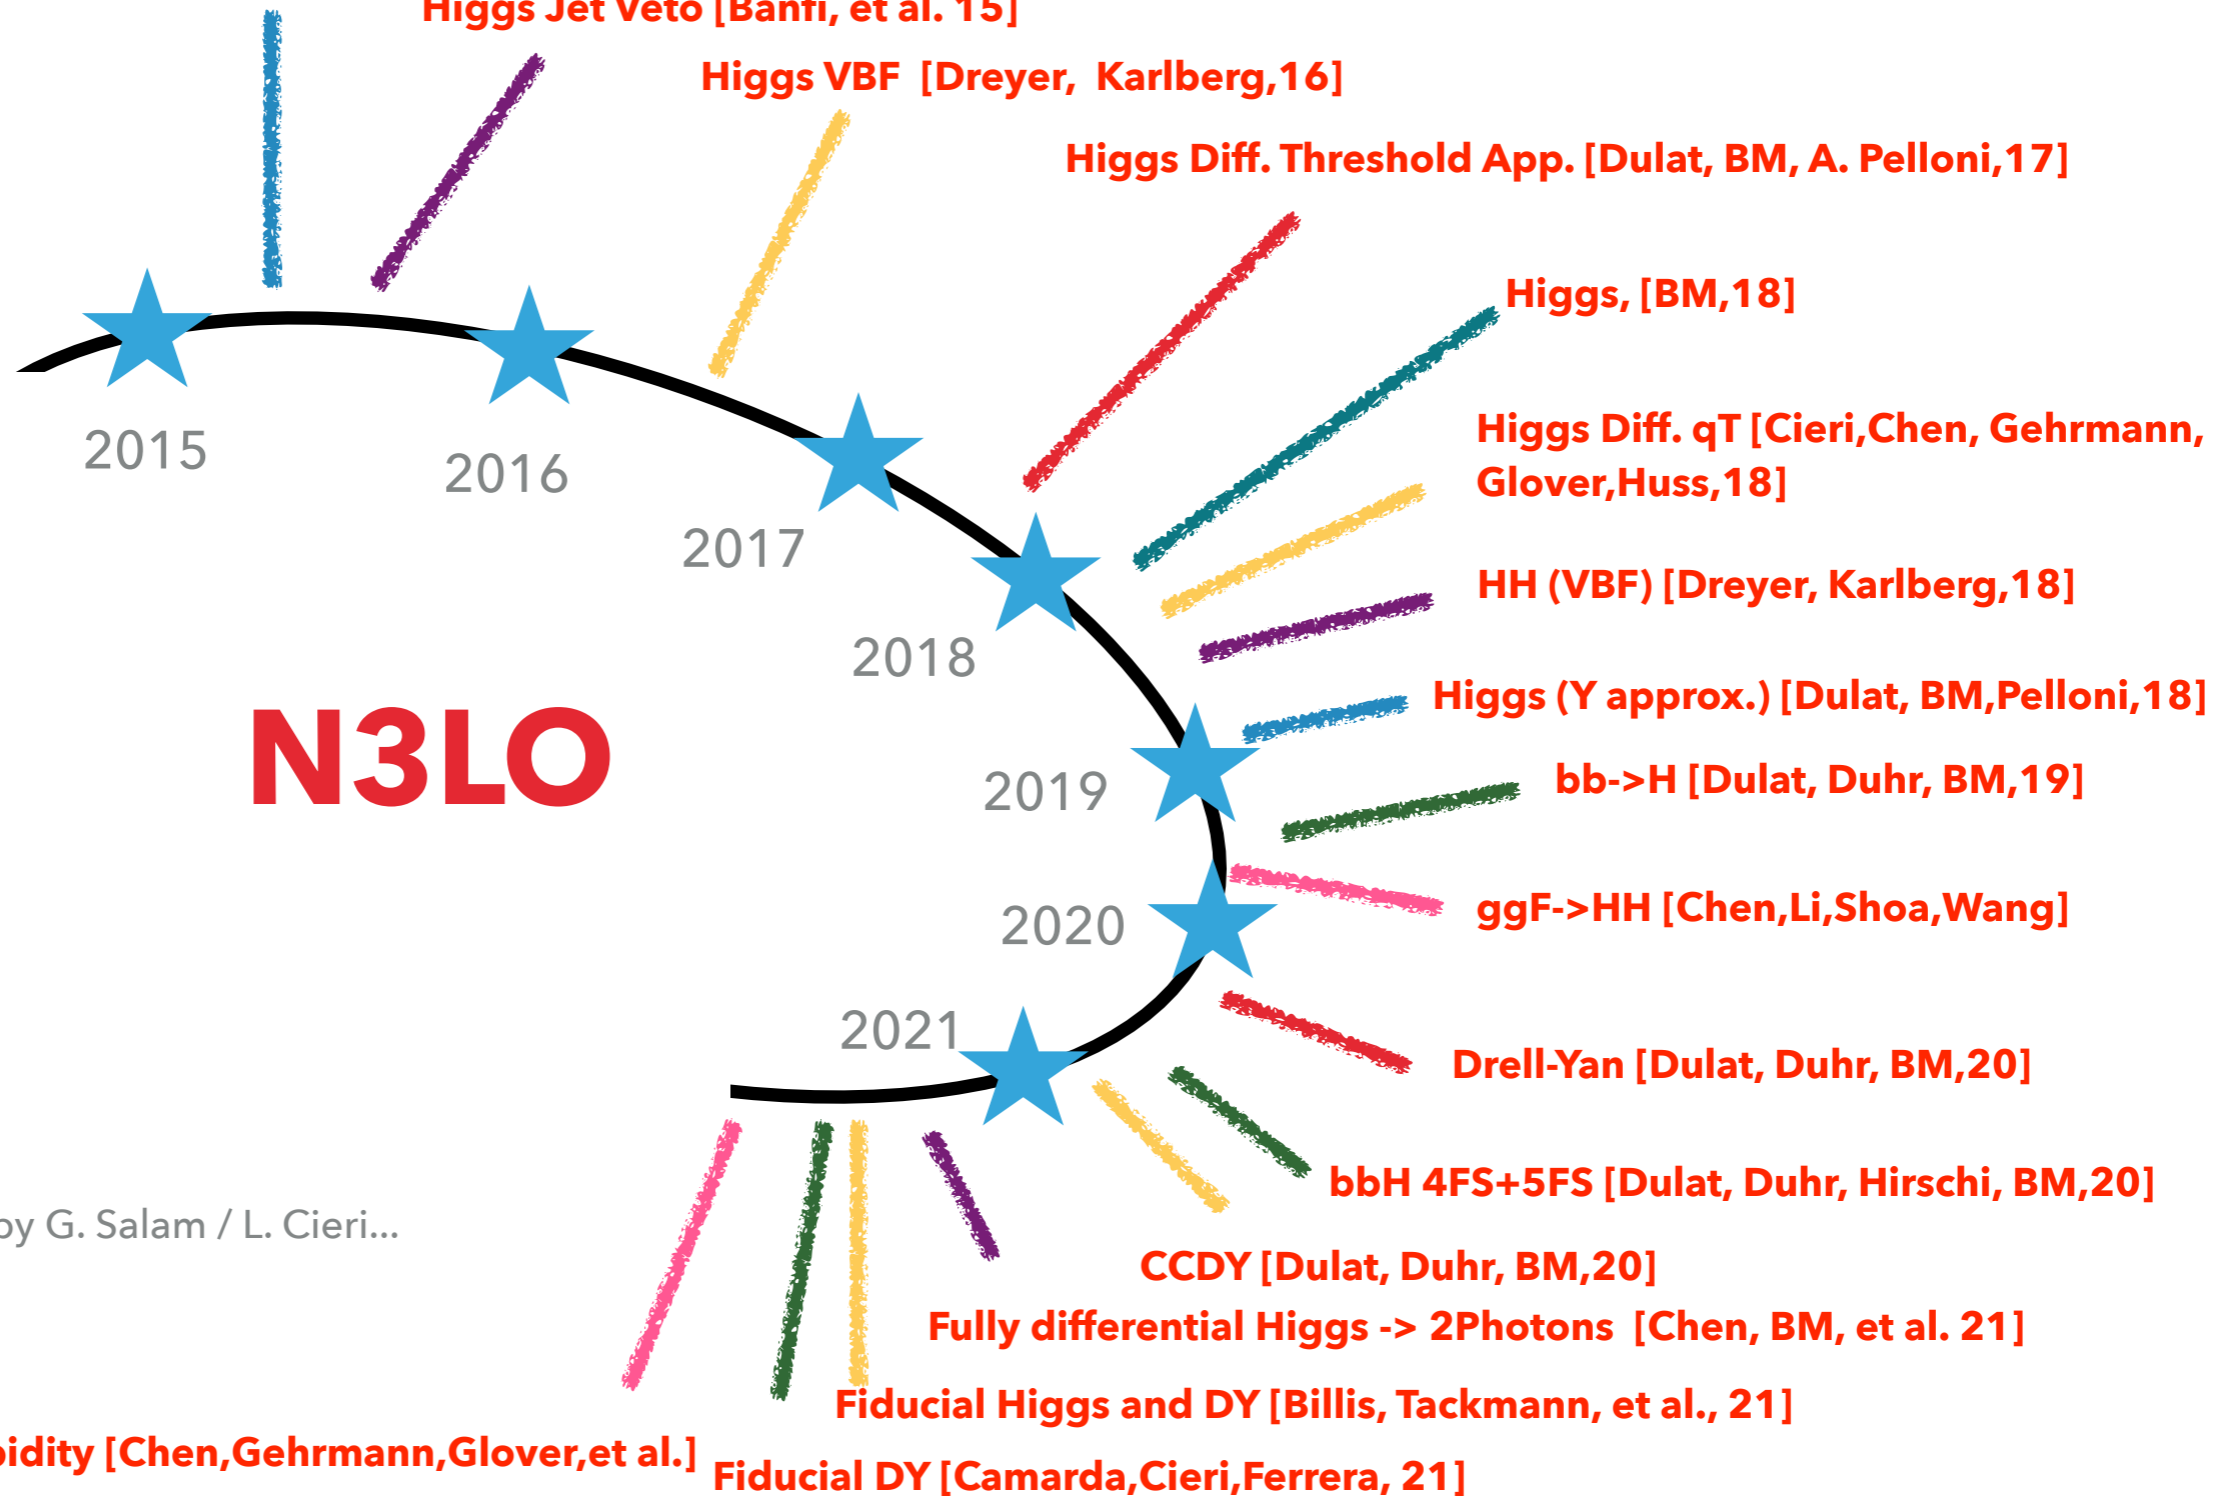 Higgs Jet Veto [Banfi, et al. 15]
Higgs VBF [Dreyer, Karlberg,16]
Higgs Diff. Threshold App. [Dulat, BM, A. Pelloni,17]
Higgs, [BM,18]
Higgs Diff. qT [Cieri,Chen, Gehrmann,
Glover,Huss,18]
2015
2016
2017
HH (VBF) [Dreyer, Karlberg,18]
2018
Higgs (Y approx.) [Dulat, BM,Pelloni,18]
N3LO
2019
bb->H [Dulat, Duhr, BM,19]
2020
ggF->HH [Chen,Li,Shoa,Wang]
2021
Drell-Yan [Dulat, Duhr, BM,20]
bbH 4FS+5FS [Dulat, Duhr, Hirschi, BM,20]
by G. Salam / L. Cieri...
CCDY [Dulat, Duhr, BM,20]
Fully differential Higgs -> 2Photons [Chen, BM, et al. 21]
Fiducial Higgs and DY [Billis, Tackmann, et al., 21]
[Chen,Gehrmann,Glover,et al.]
Fiducial DY [Camarda,Cieri,Ferrera, 21]